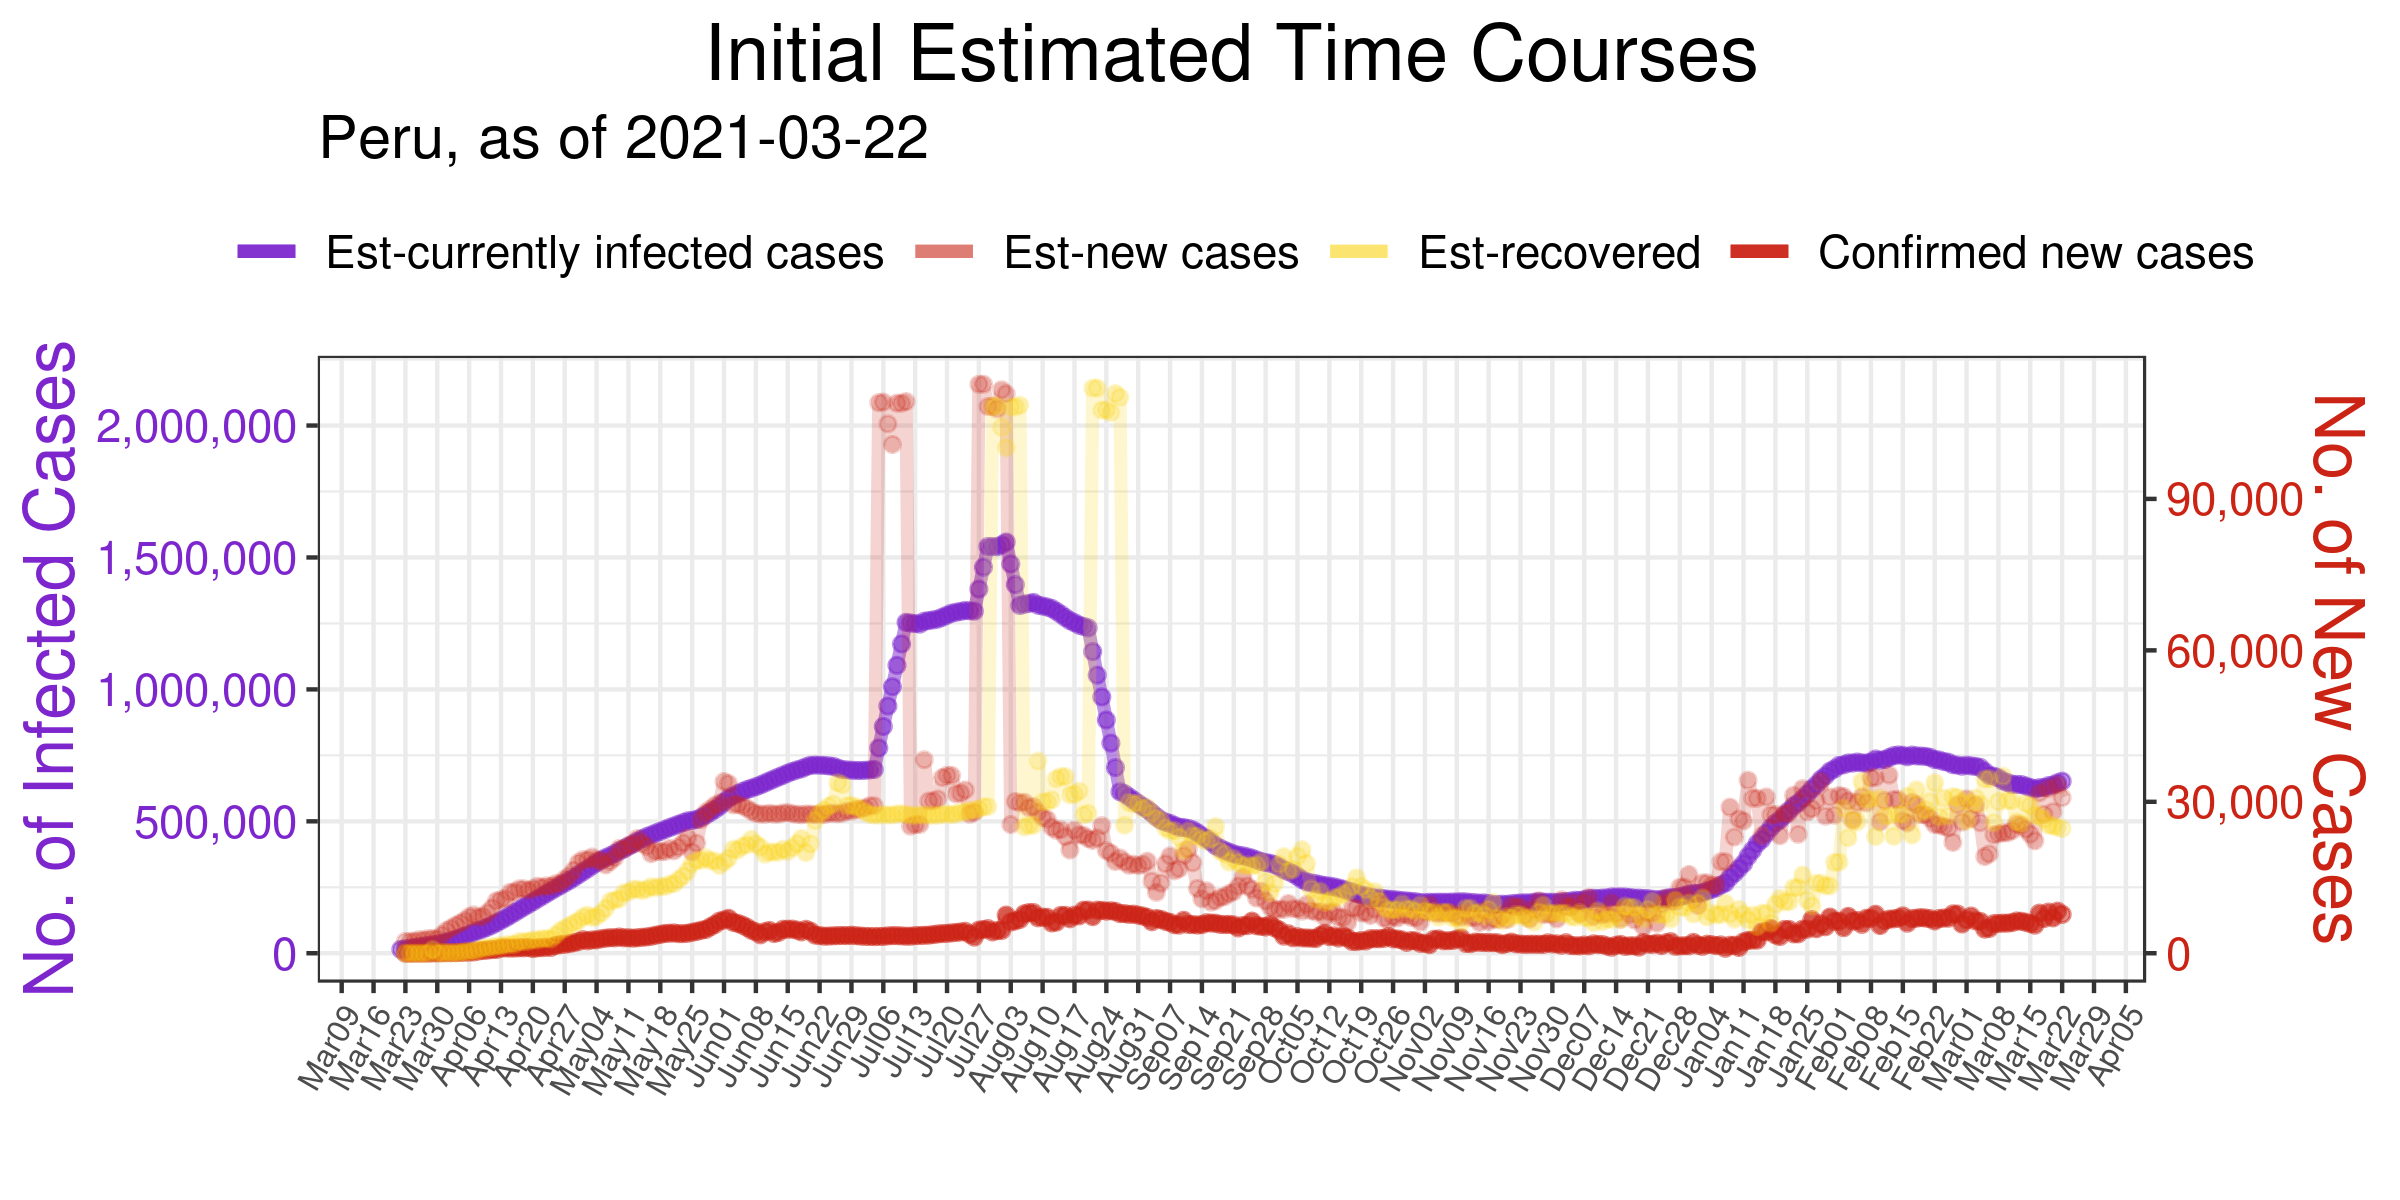 Initial Estimated Time Courses
Peru, as of 2021-03-22
Est-currently infected cases Est-new cases Est-recovered Confirmed new cases
No. of Infected Cases
2,000,000
1,500,000
1,000,000
500,000
0
No. of New Cases
90,000
60,000
30,000
0
Mar09 Mar16 Mar23 Mar30 Apr06 Apr13 Apr20 Apr27 May04 May11 May18 May25 Jun01 Jun08 Jun15 Jun22 Jun29 Jul06 Jul13 Jul20 Jul27 Aug03 Aug10 Aug17 Aug24 Aug31 Sep07 Sep14 Sep21 Sep28 Oct05 Oct12 Oct19 Oct26 Nov02 Nov09 Nov16 Nov23 Nov30 Dec07 Dec14 Dec21 Dec28 Jan04 Jan11 Jan18 Jan25 Feb01 Feb08 Feb15 Feb22 Mar01 Mar08 Mar15 Mar22 Mar29 Apr05